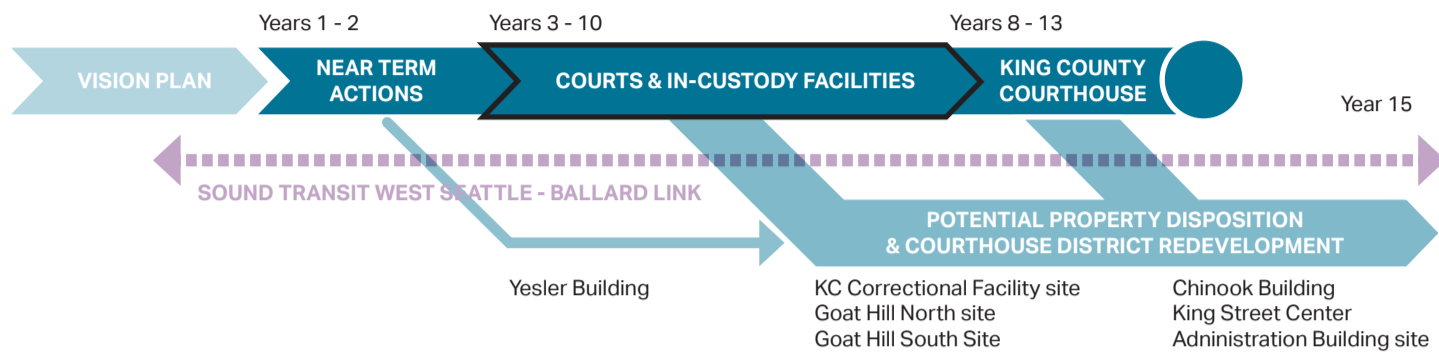 Years 1 - 2
Years 3 - 10
Years 8 - 13
VISION PLAN
NEAR TERM
ACTIONS
COURTS & IN-CUSTODY FACILITIES
KING COUNTY
COURTHOUSE
Year 15
SOUND TRANSIT WEST SEATTLE - BALLARD LINK
POTENTIAL PROPERTY DISPOSITION
& COURTHOUSE DISTRICT REDEVELOPMENT
Yesler Building
KC Correctional Facility site
Goat Hill North site
Goat Hill South Site
Chinook Building
King Street Center
Adninistration Building site